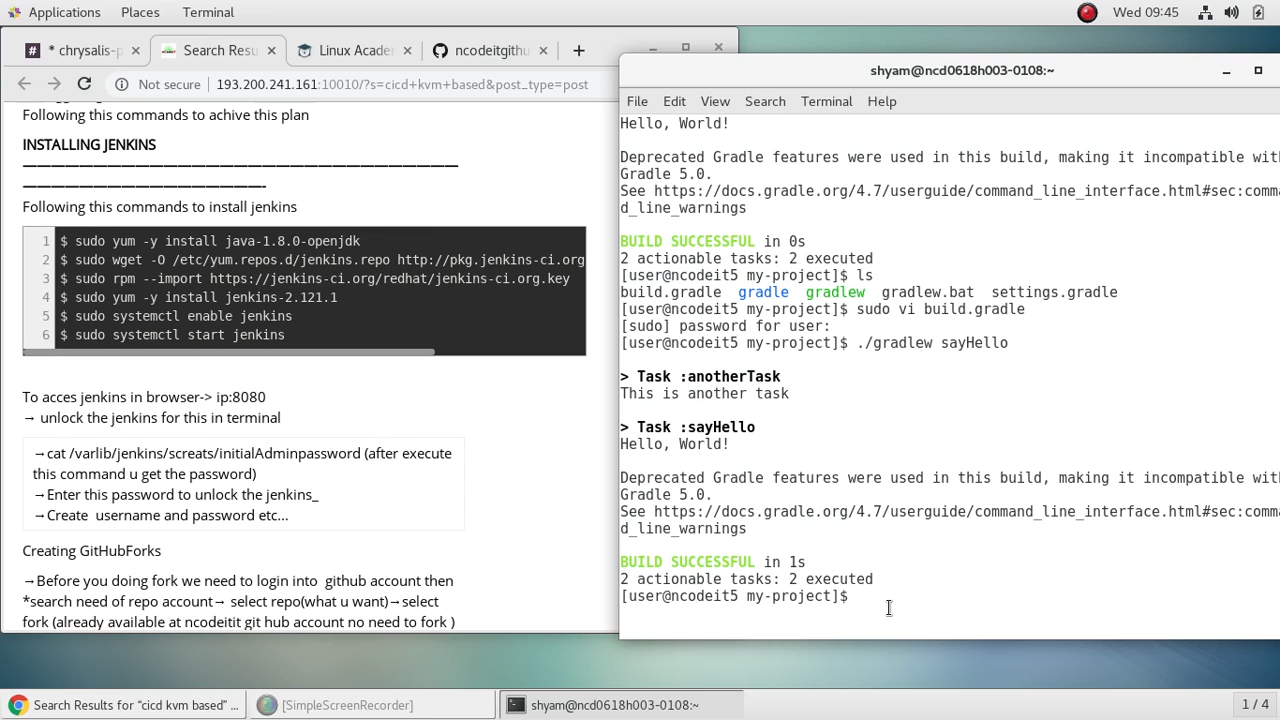 Applications Places Terminal Wed 09:45
* chrysalis-p
Search Resu
Linux Acade
ncodeitgithu
Not secure 193.200.241.161:10010/?s=cicd+kvm+based&post_type=post
Following this commands to achive this plan
INSTALLING JENKINS
———————————————————————————————
—————————————————-
Following this commands to install jenkins
1 $ sudo yum -y install java-1.8.0-openjdk
2 $ sudo wget -O /etc/yum.repos.d/jenkins.repo http://pkg.jenkins-ci.org
3 $ sudo rpm --import https://jenkins-ci.org/redhat/jenkins-ci.org.key
4 $ sudo yum -y install jenkins-2.121.1
5 $ sudo systemctl enable jenkins
6 $ sudo systemctl start jenkins
To acces jenkins in browser-> ip:8080
→ unlock the jenkins for this in terminal
→cat /varlib/jenkins/screats/initialAdminpassword (after execute
this command u get the password)
→Enter this password to unlock the jenkins_
→Create username and password etc...
Creating GitHubForks
→Before you doing fork we need to login into github account then
*search need of repo account→ select repo(what u want)→select
fork (already available at ncodeitit git hub account no need to fork )
shyam@ncd0618h003-0108:~
File Edit View Search Terminal Help
Hello, World!
Deprecated Gradle features were used in this build, making it incompatible with
Gradle 5.0.
See https://docs.gradle.org/4.7/userguide/command_line_interface.html#sec:comma
d_line_warnings
BUILD SUCCESSFUL in 0s
2 actionable tasks: 2 executed
[user@ncodeit5 my-project]$ ls
build.gradle gradle gradlew gradlew.bat settings.gradle
[user@ncodeit5 my-project]$ sudo vi build.gradle
[sudo] password for user:
[user@ncodeit5 my-project]$ ./gradlew sayHello
> Task :anotherTask
This is another task
> Task :sayHello
Hello, World!
Deprecated Gradle features were used in this build, making it incompatible with
Gradle 5.0.
See https://docs.gradle.org/4.7/userguide/command_line_interface.html#sec:comma
d_line_warnings
BUILD SUCCESSFUL in 1s
2 actionable tasks: 2 executed
[user@ncodeit5 my-project]$
Search Results for “cicd kvm based” ...
[SimpleScreenRecorder]
shyam@ncd0618h003-0108:~
1 / 4